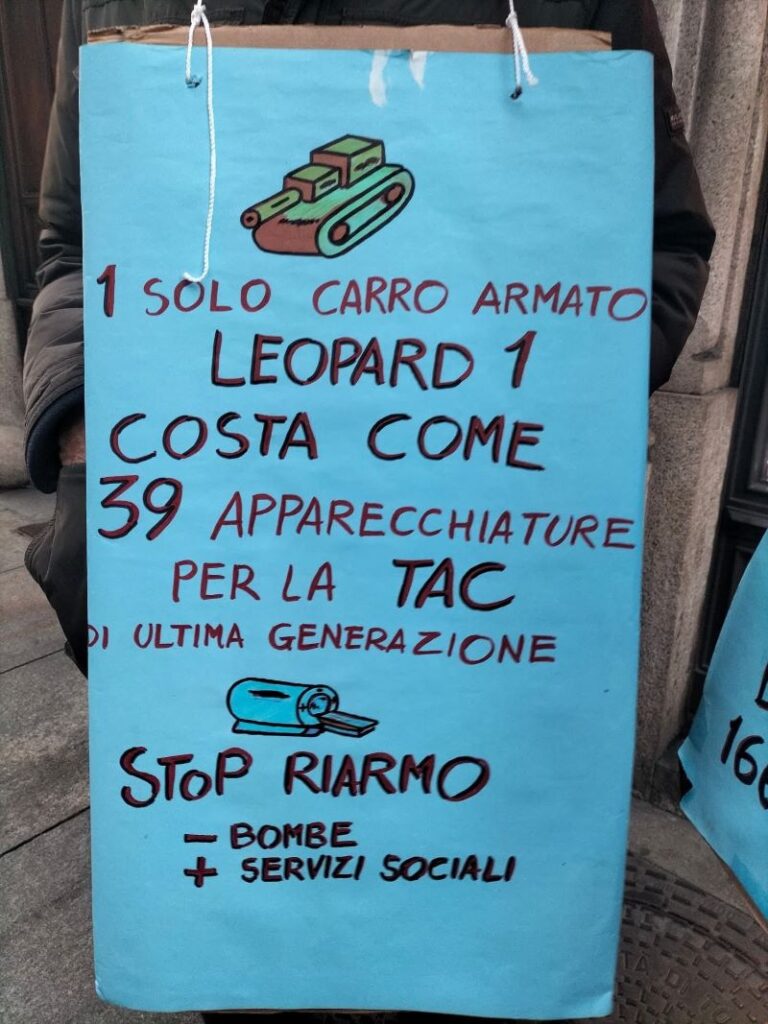 1 SOLO CARRO ARMATO
LEOPARD 1
COSTA COME
39 APPARECCHIATURE
PER LA TAC
DI ULTIMA GENERAZIONE
STOP RIARMO
- BOMBE
+ SERVIZI SOCIALI